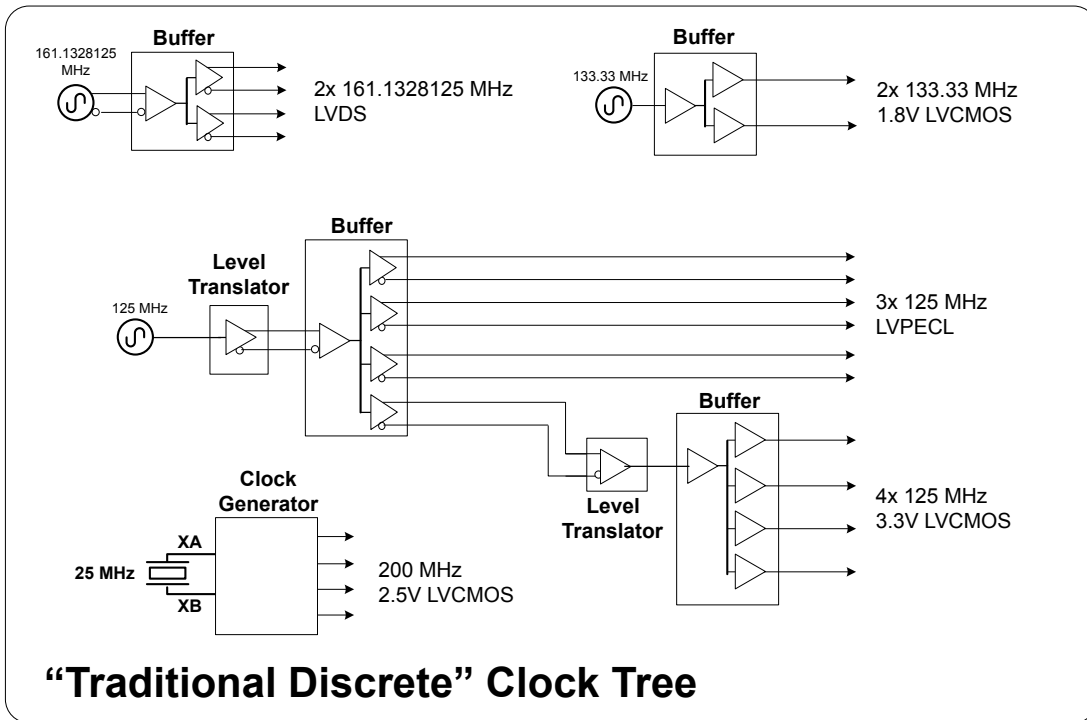 Buffer
161.1328125
MHz
2x 161.1328125 MHz
LVDS
Buffer
133.33 MHz
2x 133.33 MHz
1.8V LVCMOS
Buffer
Level
Translator
125 MHz
3x 125 MHz
LVPECL
Buffer
Level
Translator
4x 125 MHz
3.3V LVCMOS
Clock
Generator
XA
25 MHz
XB
200 MHz
2.5V LVCMOS
“Traditional Discrete” Clock Tree